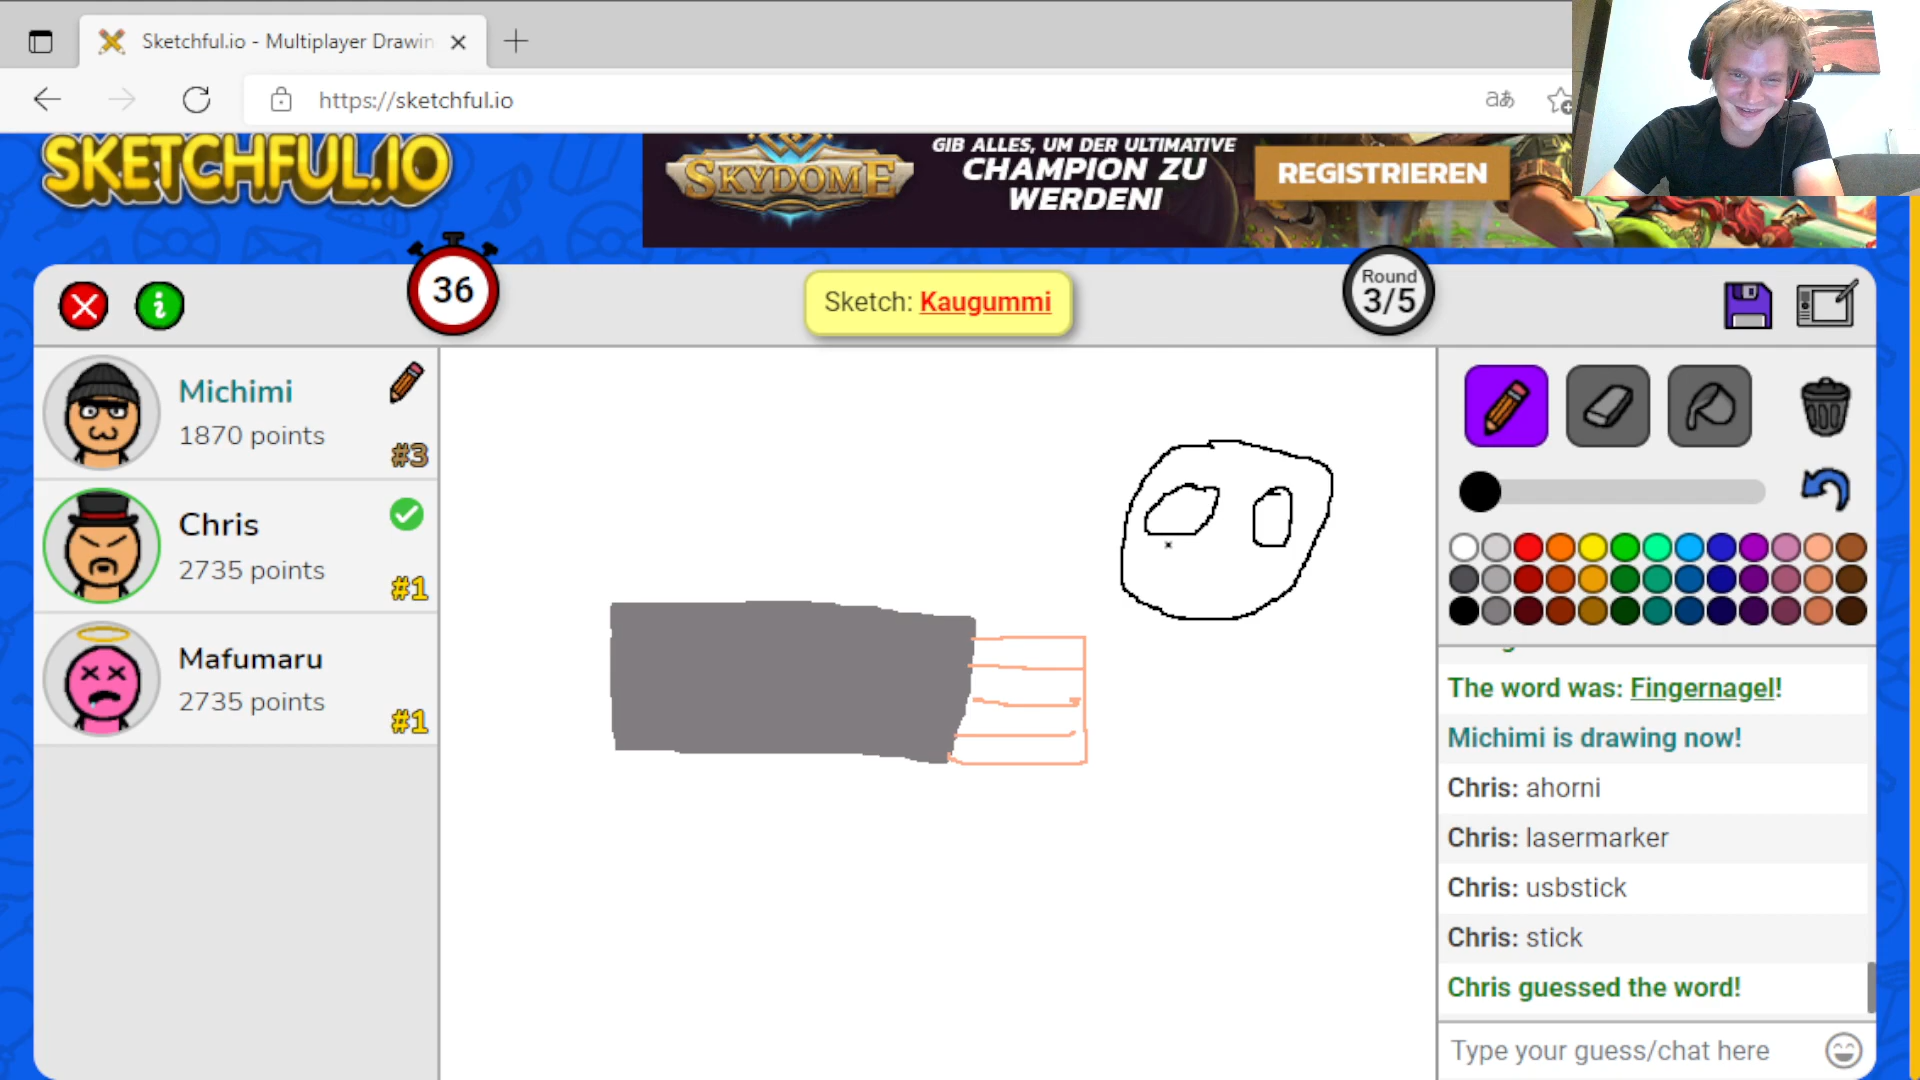 Sketchful.io - Multiplayer Drawin
https://sketchful.io
SKETCHFUL.IO
SKYDOME
GIB ALLES, UM DER ULTIMATIVE
CHAMPION ZU
WERDEN!
REGISTRIEREN
36
Sketch: Kaugummi
Round
3/5
Michimi
1870 points
#3
Chris
2735 points
#1
Mafumaru
2735 points
#1
The word was: Fingernagel!
Michimi is drawing now!
Chris: ahorni
Chris: lasermarker
Chris: usbstick
Chris: stick
Chris guessed the word!
Type your guess/chat here